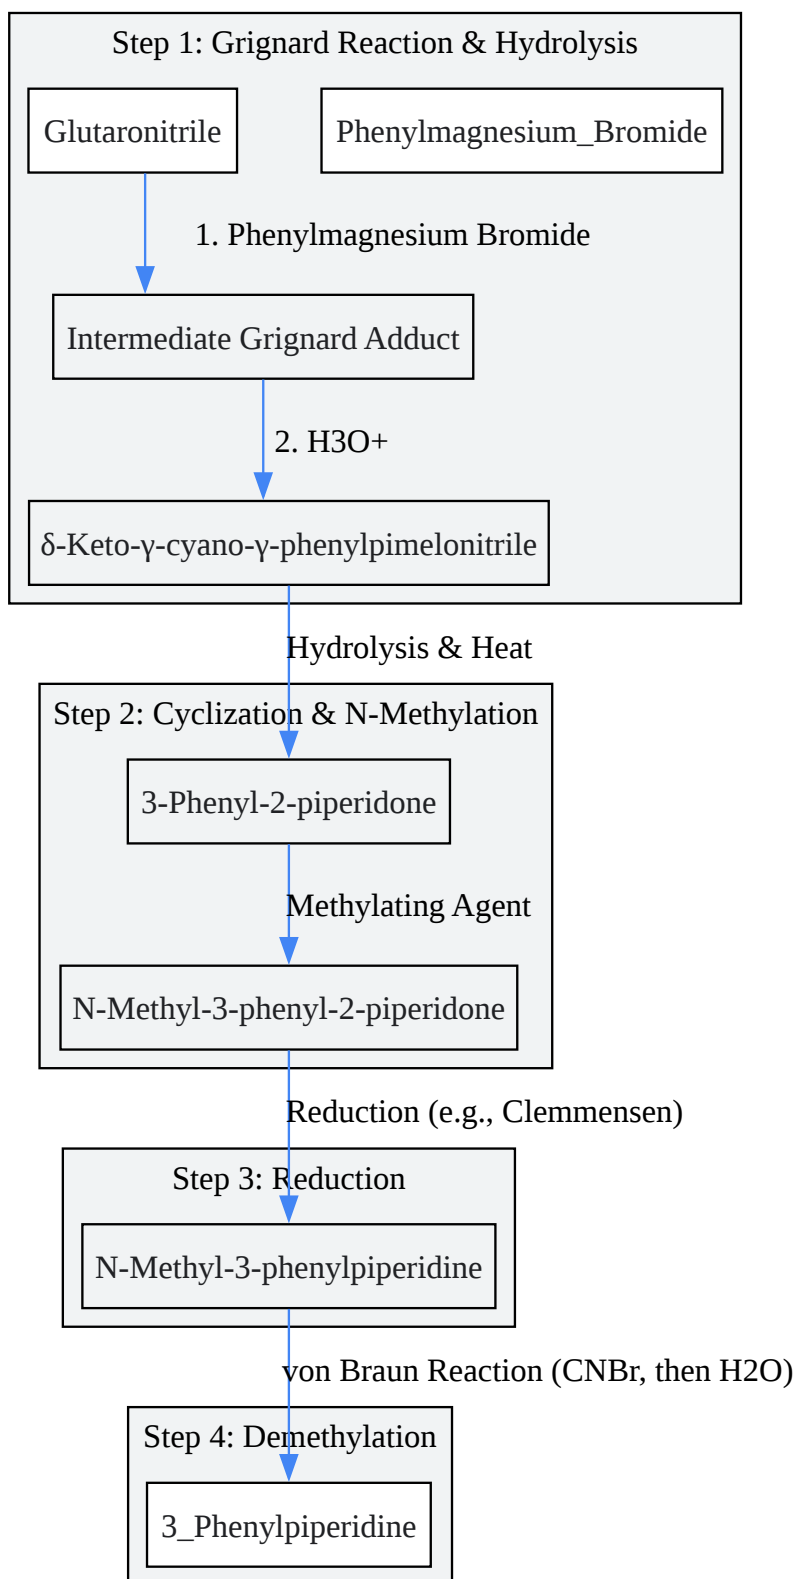 Step 1: Grignard Reaction & Hydrolysis
Glutaronitrile
Phenylmagnesium_Bromide
1. Phenylmagnesium Bromide
Intermediate Grignard Adduct
2. H3O+
δ-Keto-γ-cyano-γ-phenylpimelonitrile
Hydrolysis & Heat
Step 2: Cyclization & N-Methylation
3-Phenyl-2-piperidone
Methylating Agent
N-Methyl-3-phenyl-2-piperidone
Reduction (e.g., Clemmensen)
Step 3: Reduction
N-Methyl-3-phenylpiperidine
von Braun Reaction (CNBr, then H2O)
Step 4: Demethylation
3_Phenylpiperidine